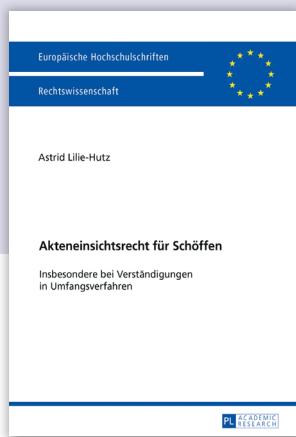 Europäische Hochschulschriften
Rechtswissenschaft
Astrid Lilie-Hutz
Akteneinsichtsrecht für Schöffen
Insbesondere bei Verständigungen
in Umfangsverfahren
PL ACADEMIC
RESEARCH